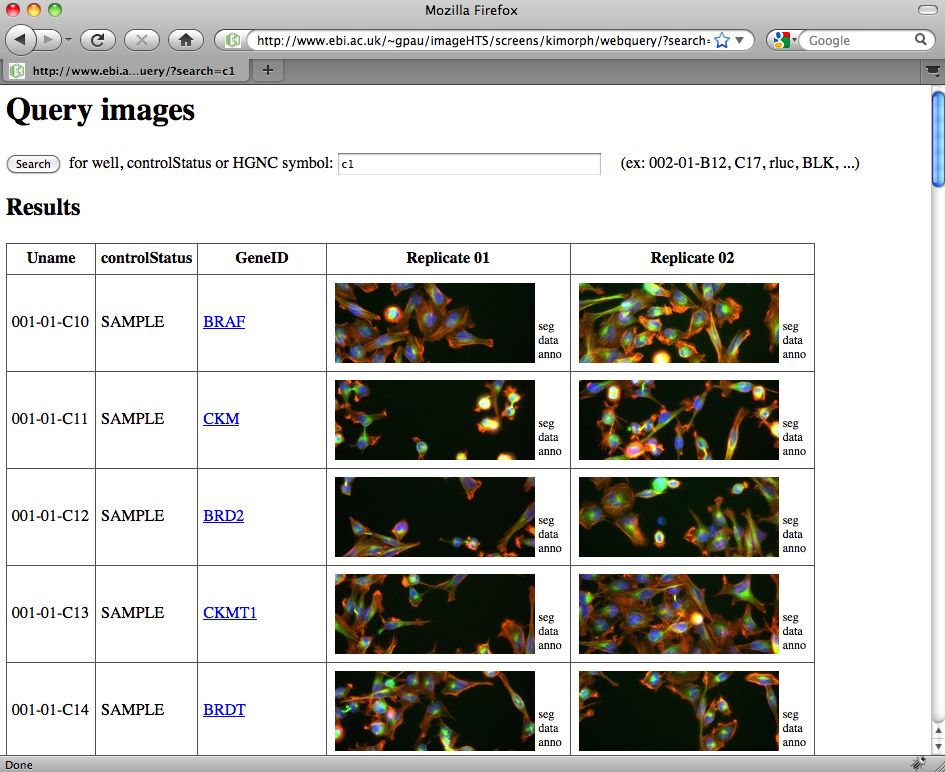 Mozilla Firefox
http://www.ebi.ac.uk/~gpau/imageHTS/screens/kimorph/webquery/?search=
Google
http://www.ebi.a...uery/?search=c1
Query images
Search for well, controlStatus or HGNC symbol: c1 (ex: 002-01-B12, C17, rluc, BLK, ...)
Results
Uname controlStatus GeneID Replicate 01 Replicate 02
001-01-C10 SAMPLE BRAF
seg
data
anno
seg
data
anno
001-01-C11 SAMPLE CKM
seg
data
anno
seg
data
anno
001-01-C12 SAMPLE BRD2
seg
data
anno
seg
data
anno
001-01-C13 SAMPLE CKMT1
seg
data
anno
seg
data
anno
001-01-C14 SAMPLE BRDT
seg
data
anno
seg
data
anno
Done